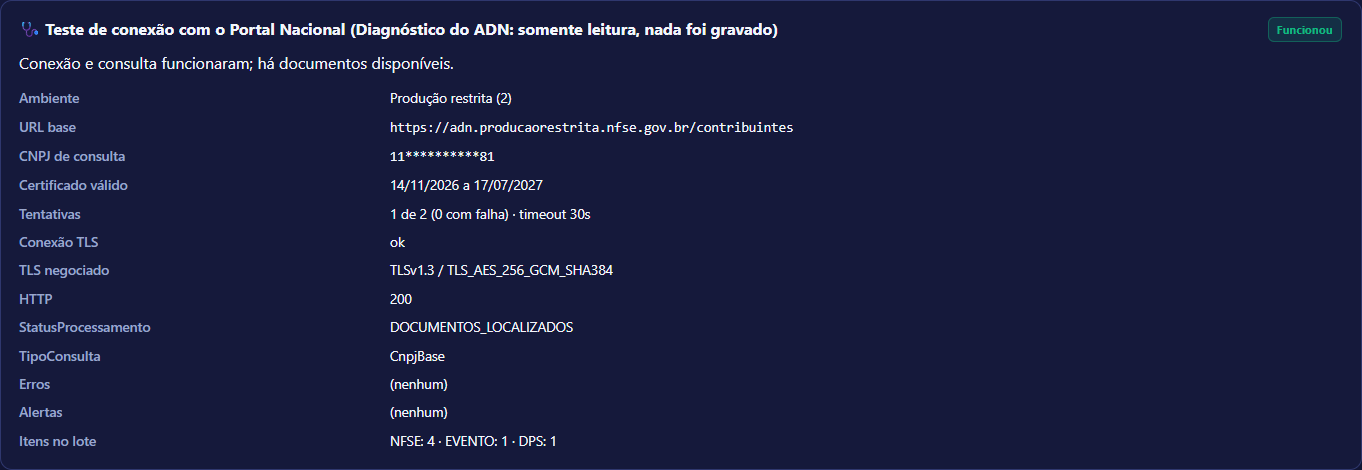 Teste de conexão com o Portal Nacional (Diagnóstico do ADN: somente leitura, nada foi gravado) Funcionou
Conexão e consulta funcionaram; há documentos disponíveis.
Ambiente Produção restrita (2)
URL base https://adn.producaorestrita.nfse.gov.br/contribuintes
CNPJ de consulta 11**********81
Certificado válido 14/11/2026 a 17/07/2027
Tentativas 1 de 2 (0 com falha) · timeout 30s
Conexão TLS ok
TLS negociado TLSv1.3 / TLS_AES_256_GCM_SHA384
HTTP 200
StatusProcessamento DOCUMENTOS_LOCALIZADOS
TipoConsulta CnpjBase
Erros (nenhum)
Alertas (nenhum)
Itens no lote NFSE: 4 · EVENTO: 1 · DPS: 1